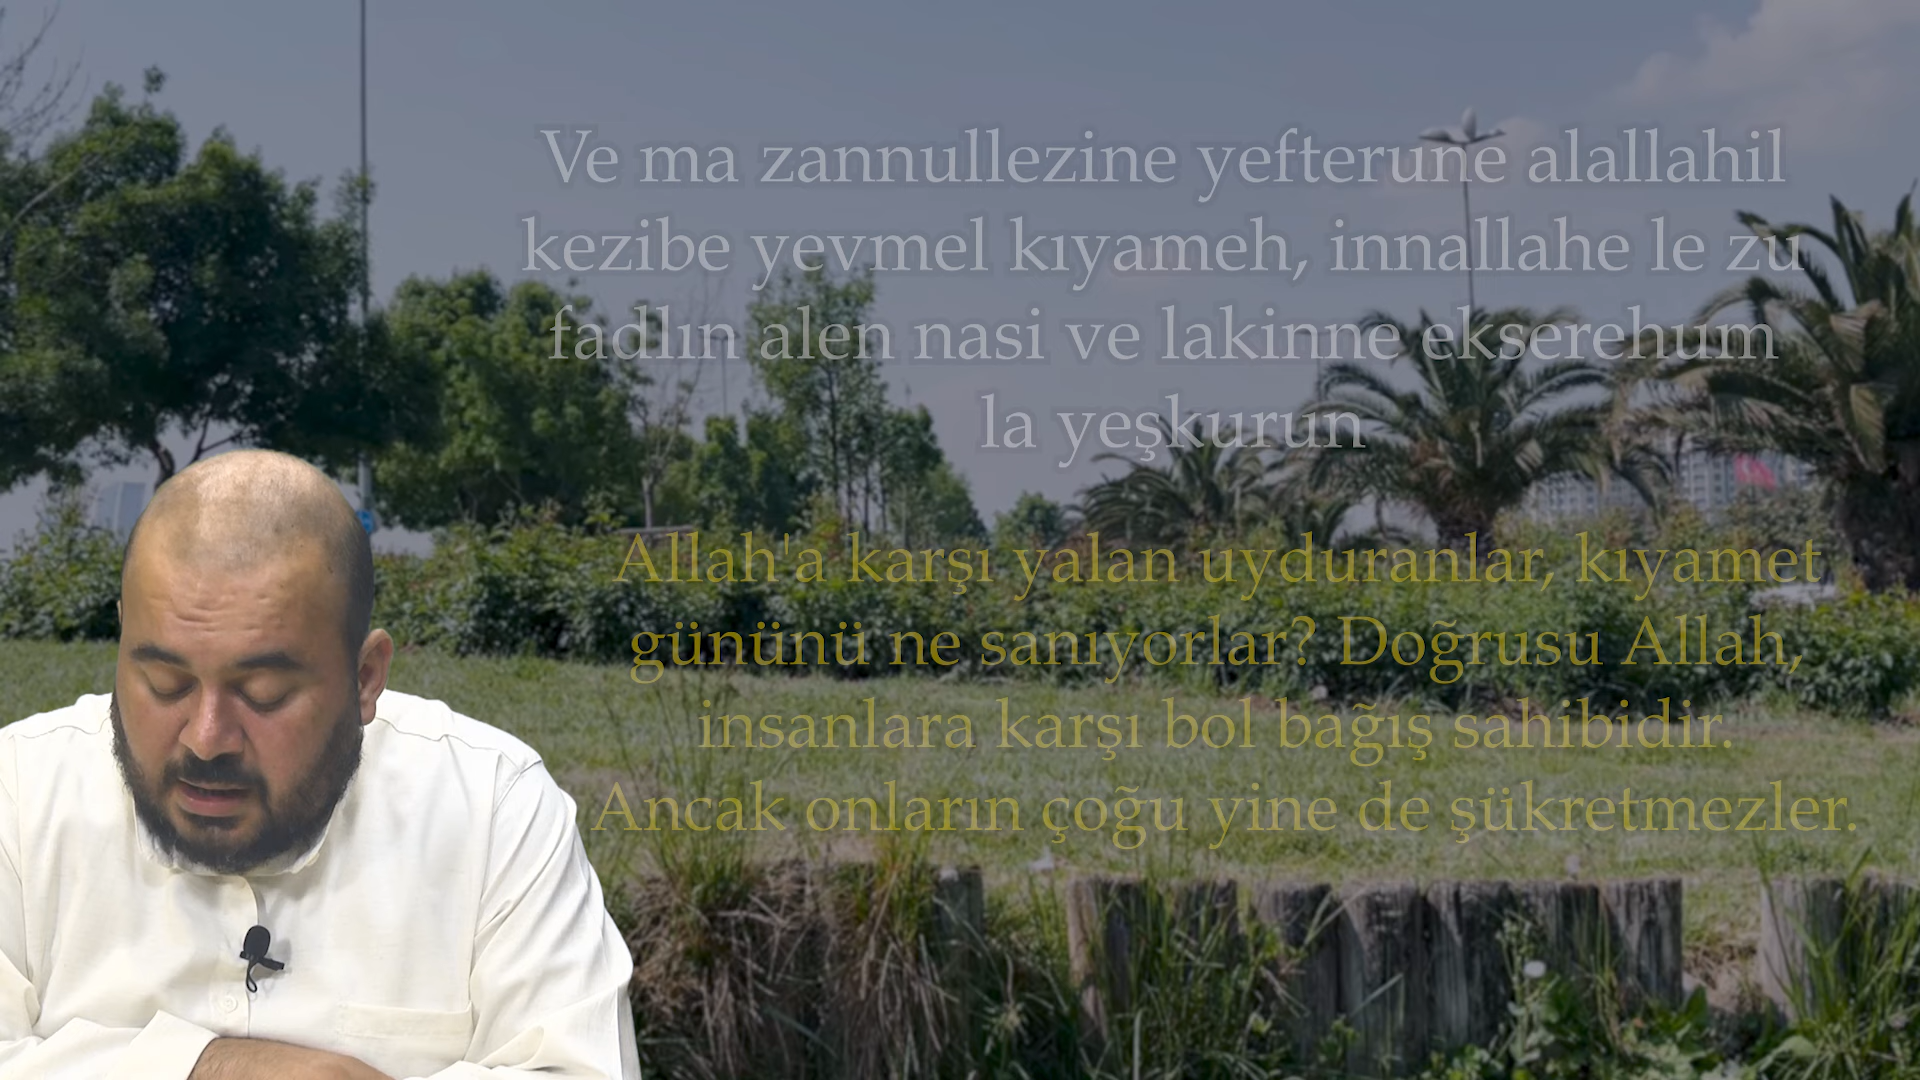 Ve ma zannullezine yefterune alallahil
kezibe yevmel kıyameh, innallahe le zu
fadlın alen nasi ve lakinne ekserehum
la yeşkurun
Allah'a karşı yalan uyduranlar, kıyamet
gününü ne sanıyorlar? Doğrusu Allah,
insanlara karşı bol bağış sahibidir.
Ancak onların çoğu yine de şükretmezler.